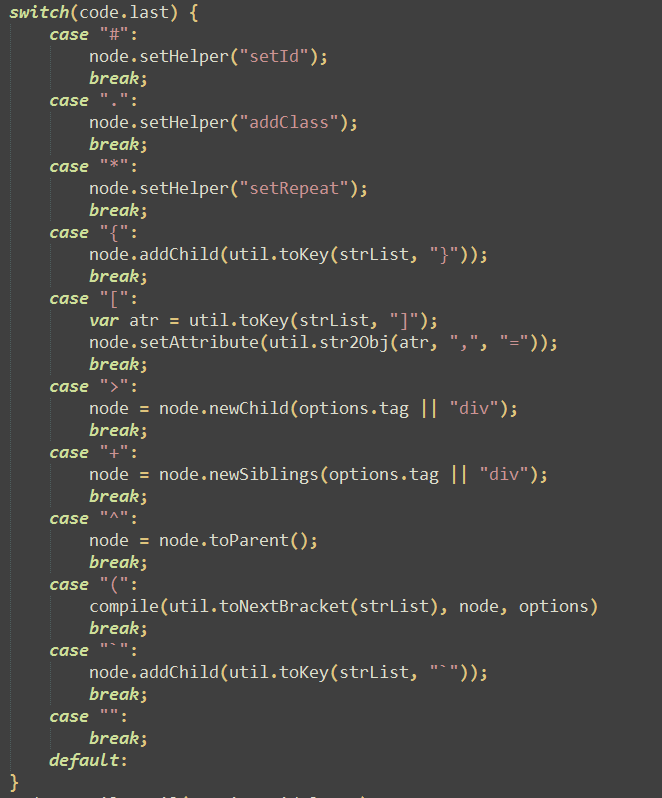 switch(code.last) {
    case "#":
        node.setHelper("setId");
        break;
    case ".":
        node.setHelper("addClass");
        break;
    case "*":
        node.setHelper("setRepeat");
        break;
    case "{":
        node.addChild(util.toKey(strList, "}"));
        break;
    case "[":
        var atr = util.toKey(strList, "]");
        node.setAttribute(util.str2Obj(atr, ",", "="));
        break;
    case ">":
        node = node.newChild(options.tag || "div");
        break;
    case "+":
        node = node.newSiblings(options.tag || "div");
        break;
    case "^":
        node = node.toParent();
        break;
    case "(":
        compile(util.toNextBracket(strList), node, options)
        break;
    case "`":
        node.addChild(util.toKey(strList, "`"));
        break;
    case "":
        break;
    default:
}